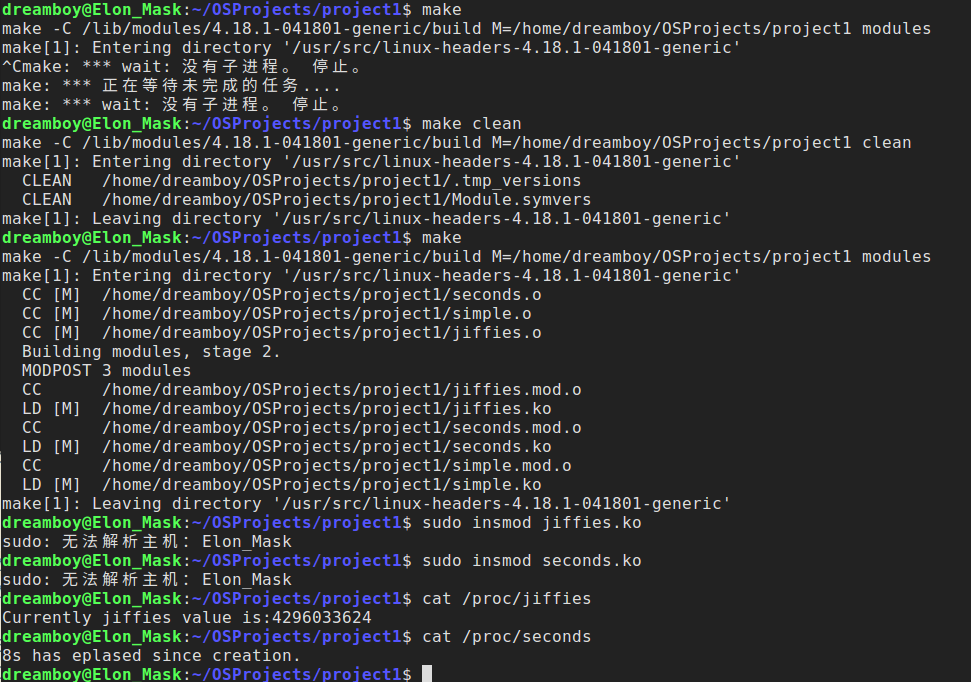 dreamboy@Elon_Mask:~/OSProjects/project1$ make
make -C /lib/modules/4.18.1-041801-generic/build M=/home/dreamboy/OSProjects/project1 modules
make[1]: Entering directory '/usr/src/linux-headers-4.18.1-041801-generic'
^Cmake: *** wait: 没有子进程。 停止。
make: *** 正在等待未完成的任务....
make: *** wait: 没有子进程。 停止。
dreamboy@Elon_Mask:~/OSProjects/project1$ make clean
make -C /lib/modules/4.18.1-041801-generic/build M=/home/dreamboy/OSProjects/project1 clean
make[1]: Entering directory '/usr/src/linux-headers-4.18.1-041801-generic'
  CLEAN   /home/dreamboy/OSProjects/project1/.tmp_versions
  CLEAN   /home/dreamboy/OSProjects/project1/Module.symvers
make[1]: Leaving directory '/usr/src/linux-headers-4.18.1-041801-generic'
dreamboy@Elon_Mask:~/OSProjects/project1$ make
make -C /lib/modules/4.18.1-041801-generic/build M=/home/dreamboy/OSProjects/project1 modules
make[1]: Entering directory '/usr/src/linux-headers-4.18.1-041801-generic'
  CC [M]  /home/dreamboy/OSProjects/project1/seconds.o
  CC [M]  /home/dreamboy/OSProjects/project1/simple.o
  CC [M]  /home/dreamboy/OSProjects/project1/jiffies.o
  Building modules, stage 2.
  MODPOST 3 modules
  CC      /home/dreamboy/OSProjects/project1/jiffies.mod.o
  LD [M]  /home/dreamboy/OSProjects/project1/jiffies.ko
  CC      /home/dreamboy/OSProjects/project1/seconds.mod.o
  LD [M]  /home/dreamboy/OSProjects/project1/seconds.ko
  CC      /home/dreamboy/OSProjects/project1/simple.mod.o
  LD [M]  /home/dreamboy/OSProjects/project1/simple.ko
make[1]: Leaving directory '/usr/src/linux-headers-4.18.1-041801-generic'
dreamboy@Elon_Mask:~/OSProjects/project1$ sudo insmod jiffies.ko
sudo: 无法解析主机：Elon_Mask
dreamboy@Elon_Mask:~/OSProjects/project1$ sudo insmod seconds.ko
sudo: 无法解析主机：Elon_Mask
dreamboy@Elon_Mask:~/OSProjects/project1$ cat /proc/jiffies
Currently jiffies value is:4296033624
dreamboy@Elon_Mask:~/OSProjects/project1$ cat /proc/seconds
8s has eplased since creation.
dreamboy@Elon_Mask:~/OSProjects/project1$